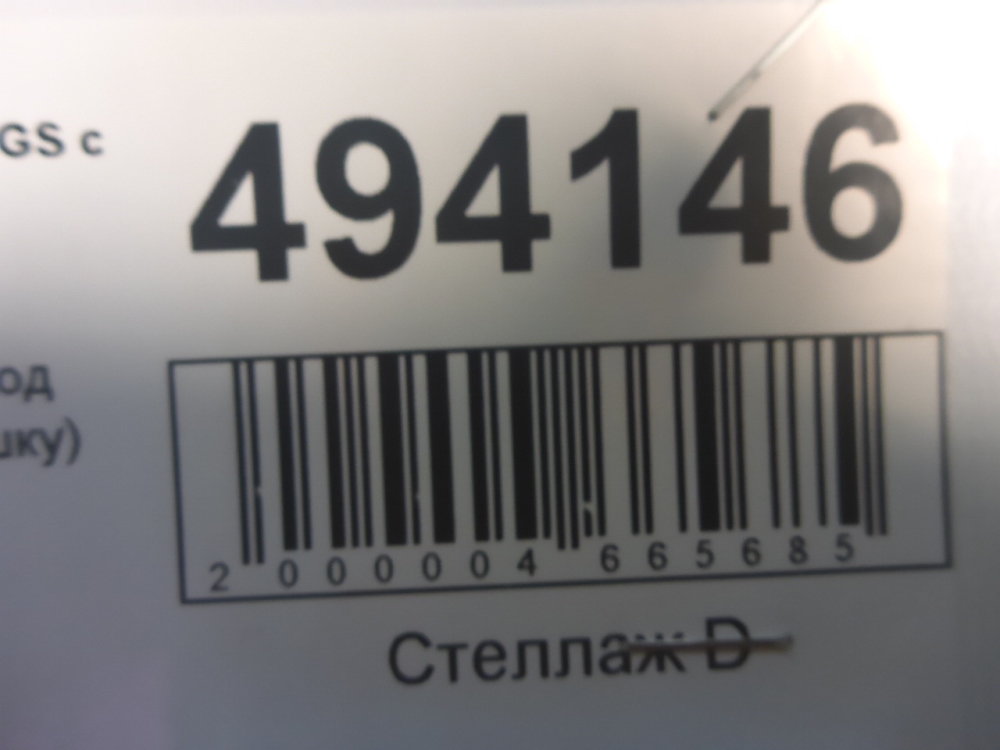 GS с
494146
од
шку)
2 000004 665685
Стеллаж D